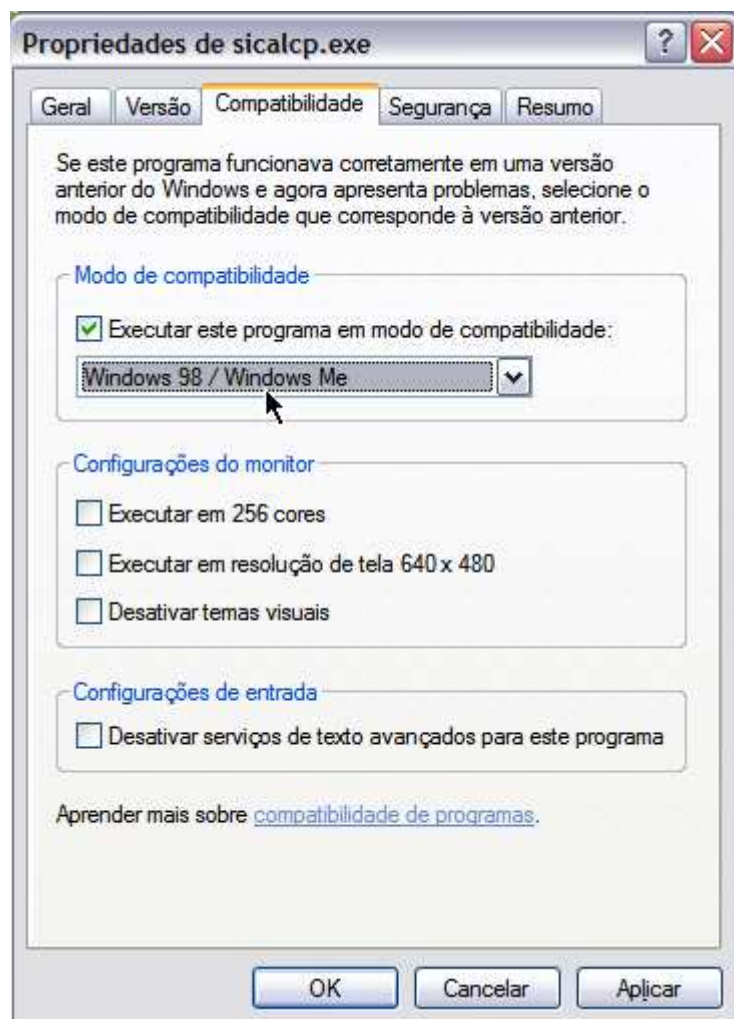 Propriedades de sicalcp.exe
Geral Versão Compatibilidade Segurança Resumo
Se este programa funcionava corretamente em uma versão
anterior do Windows e agora apresenta problemas, selecione o
modo de compatibilidade que corresponde à versão anterior.
Modo de compatibilidade
Executar este programa em modo de compatibilidade:
Windows 98 / Windows Me
Configurações do monitor
Executar em 256 cores
Executar em resolução de tela 640 x 480
Desativar temas visuais
Configurações de entrada
Desativar serviços de texto avançados para este programa
Aprender mais sobre compatibilidade de programas.
OK Cancelar Aplicar